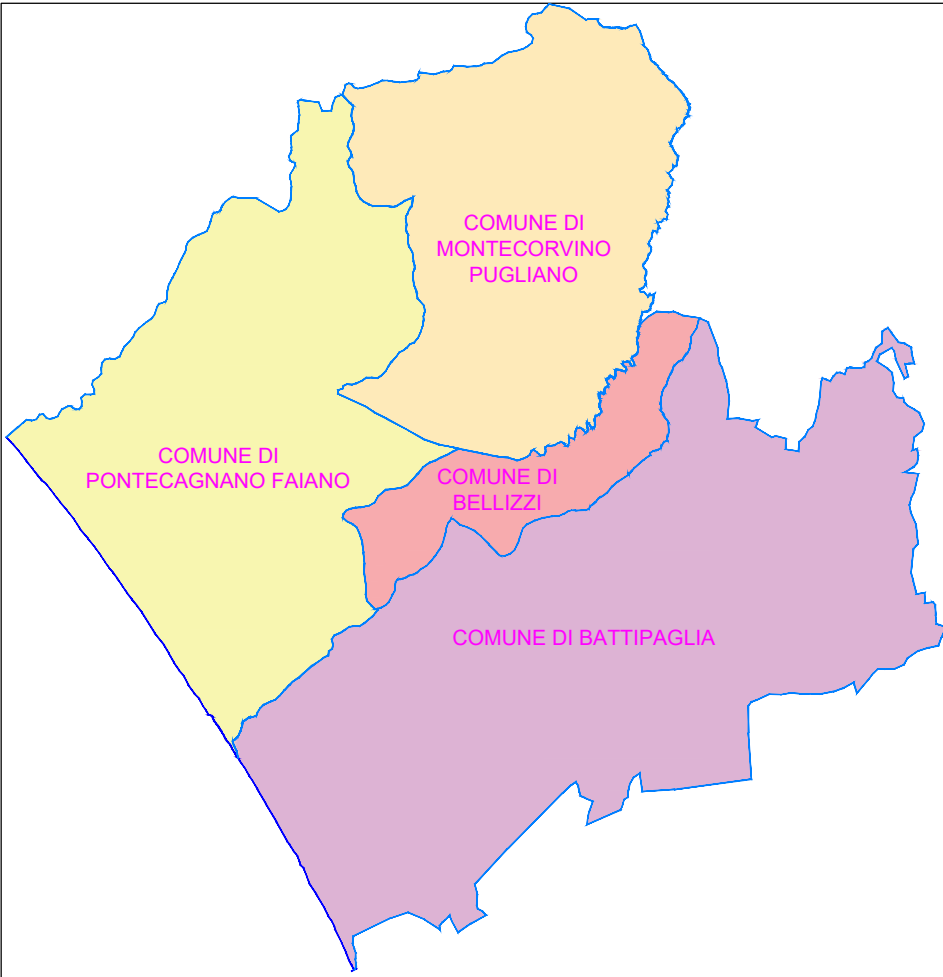 COMUNE DI
MONTECORVINO
PUGLIANO
COMUNE DI
PONTECAGNANO FAIANO
COMUNE DI
BELLIZZI
COMUNE DI BATTIPAGLIA